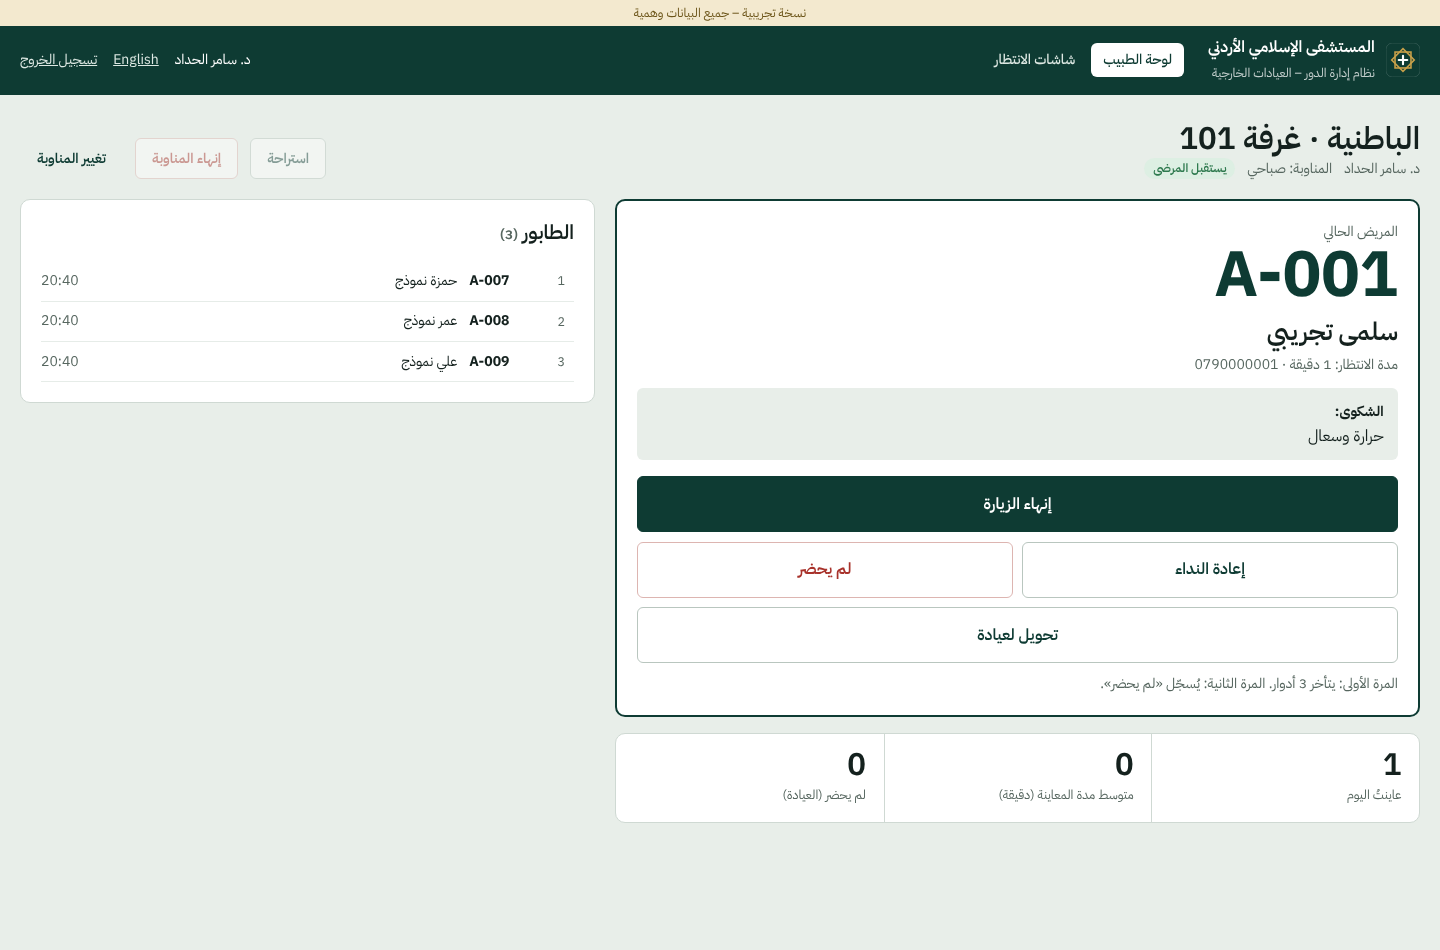 نسخة تجريبية – جميع البيانات وهمية
المستشفى الإسلامي الأردني
نظام إدارة الدور – العيادات الخارجية
لوحة الطبيب
شاشات الانتظار
د. سامر الحداد
English
تسجيل الخروج
الباطنية · غرفة 101
د. سامر الحداد
المناوبة: صباحي
يستقبل المرضى
استراحة
إنهاء المناوبة
تغيير المناوبة
المريض الحالي
A-001
سلمى تجريبي
مدة الانتظار: 1 دقيقة · 0790000001
الشكوى:
حرارة وسعال
إنهاء الزيارة
إعادة النداء
لم يحضر
تحويل لعيادة
المرة الأولى: يتأخر 3 أدوار. المرة الثانية: يُسجّل «لم يحضر».
1
عاينتُ اليوم
0
متوسط مدة المعاينة (دقيقة)
0
لم يحضر (العيادة)
الطابور (3)
1 A-007 حمزة نموذج 20:40
2 A-008 عمر نموذج 20:40
3 A-009 علي نموذج 20:40